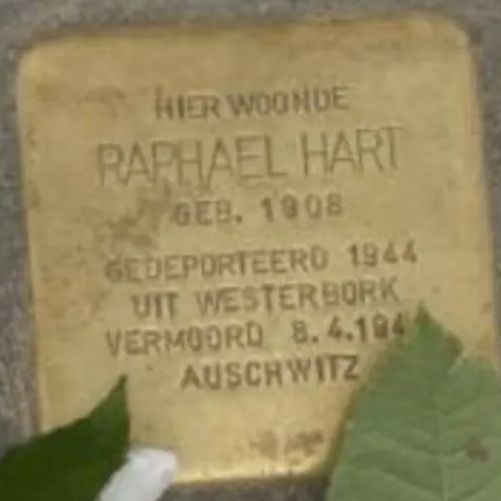 HIER WOONDE
RAPHAEL HART
GEB. 1908
GEDEPORTEERD 1944
UIT WESTERBORK
VERMOORD 8.4.194
AUSCHWITZ